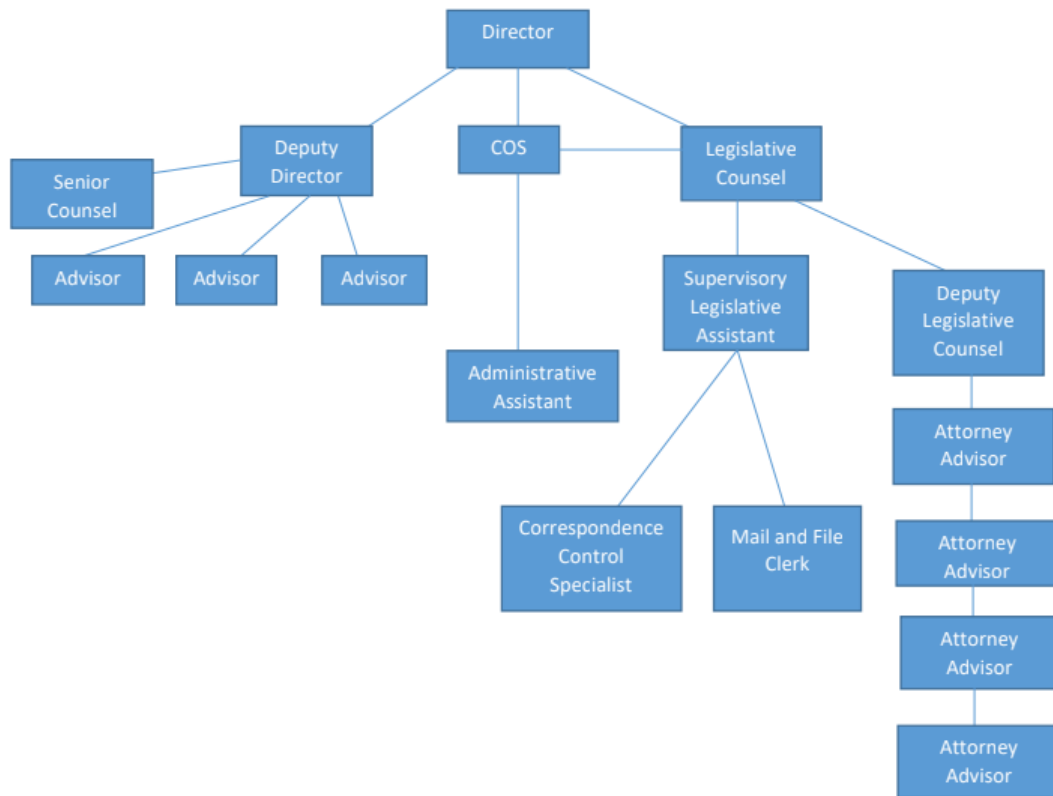 Director
Deputy
Director
COS
Legislative
Counsel
Senior
Counsel
Advisor
Advisor
Advisor
Supervisory
Legislative
Assistant
Deputy
Legislative
Counsel
Administrative
Assistant
Attorney
Advisor
Correspondence
Control
Specialist
Mail and File
Clerk
Attorney
Advisor
Attorney
Advisor
Attorney
Advisor